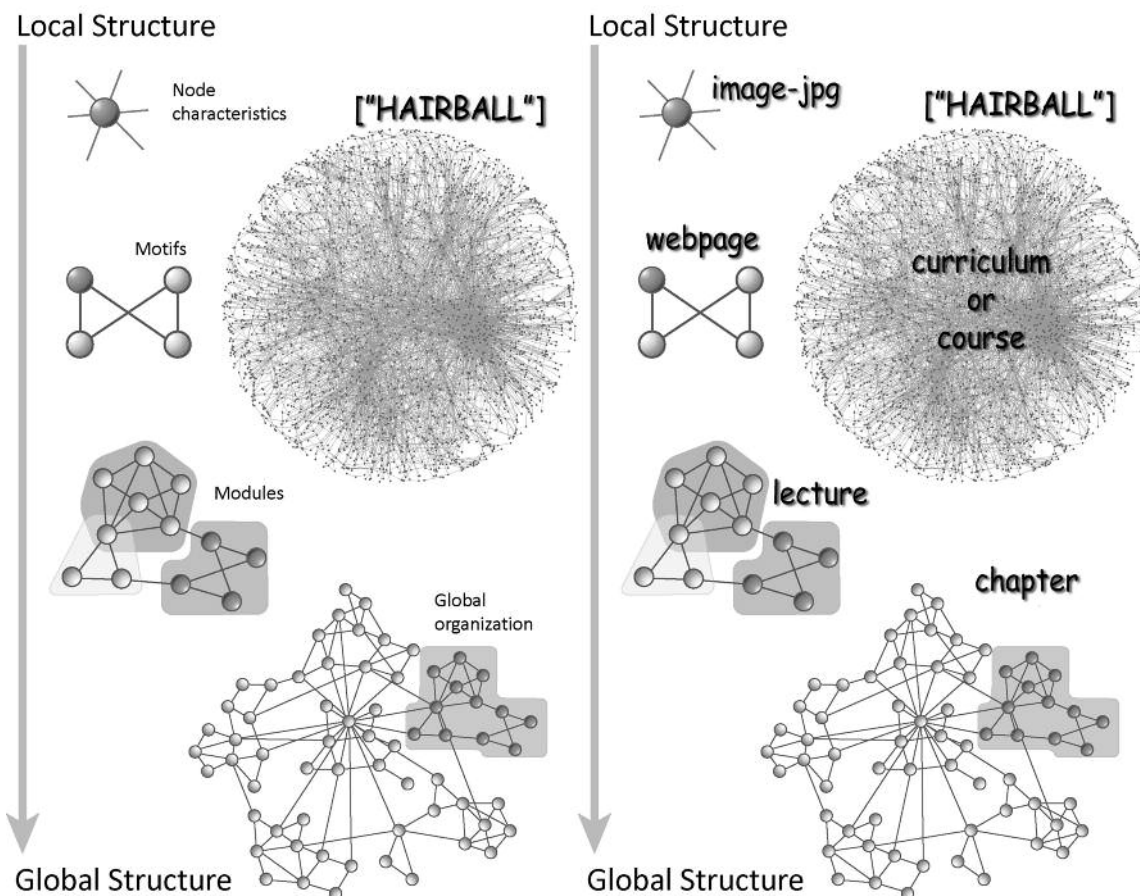 Local Structure
Node
characteristics
["HAIRBALL"]
Motifs
Modules
Global
organization
Global Structure
Local Structure
image-jpg
["HAIRBALL"]
webpage
curriculum
or
course
lecture
chapter
Global Structure